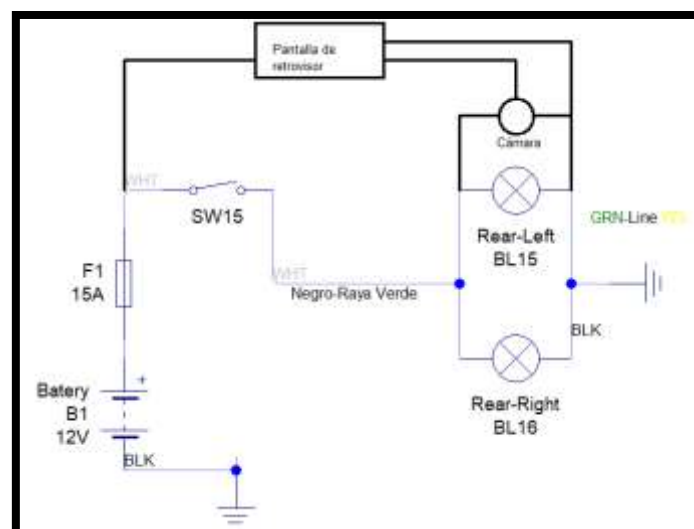 Pantalla de
retrovisor
Cámara
WHT
SW15
Rear-Left
BL15
GRN-Line YEL
F1
15A
WHT
Negro-Raya Verde
BLK
Rear-Right
BL16
Batery
B1
12V
+
BLK